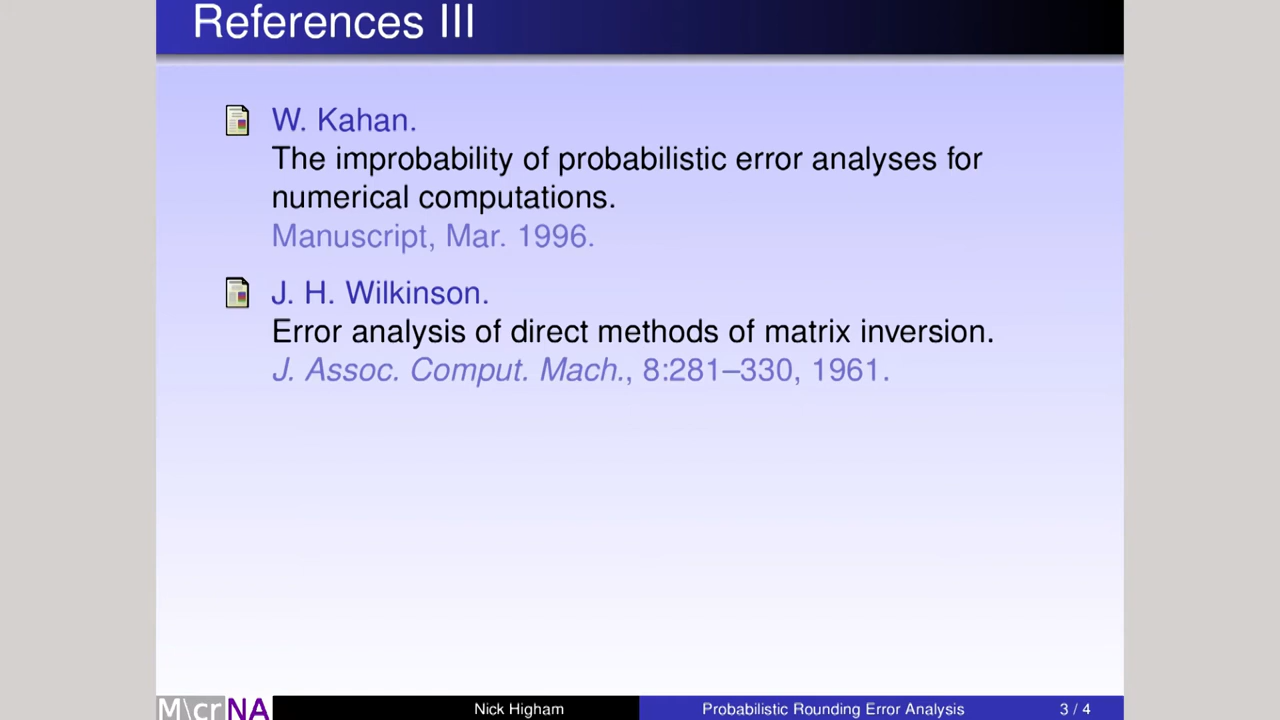 References III
W. Kahan.
The improbability of probabilistic error analyses for
numerical computations.
Manuscript, Mar. 1996.
J. H. Wilkinson.
Error analysis of direct methods of matrix inversion.
J. Assoc. Comput. Mach., 8:281–330, 1961.
M\cr NA Nick Higham Probabilistic Rounding Error Analysis 3 / 4